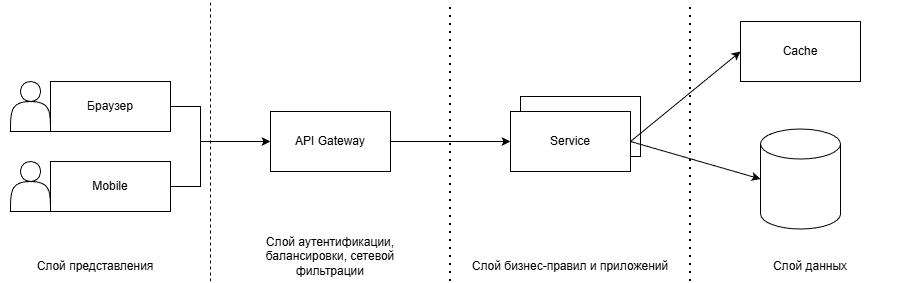 Cache
Браузер
API Gateway
Service
Mobile
Слой представления
Слой аутентификации,
балансировки, сетевой
фильтрации
Слой бизнес-правил и приложений
Слой данных